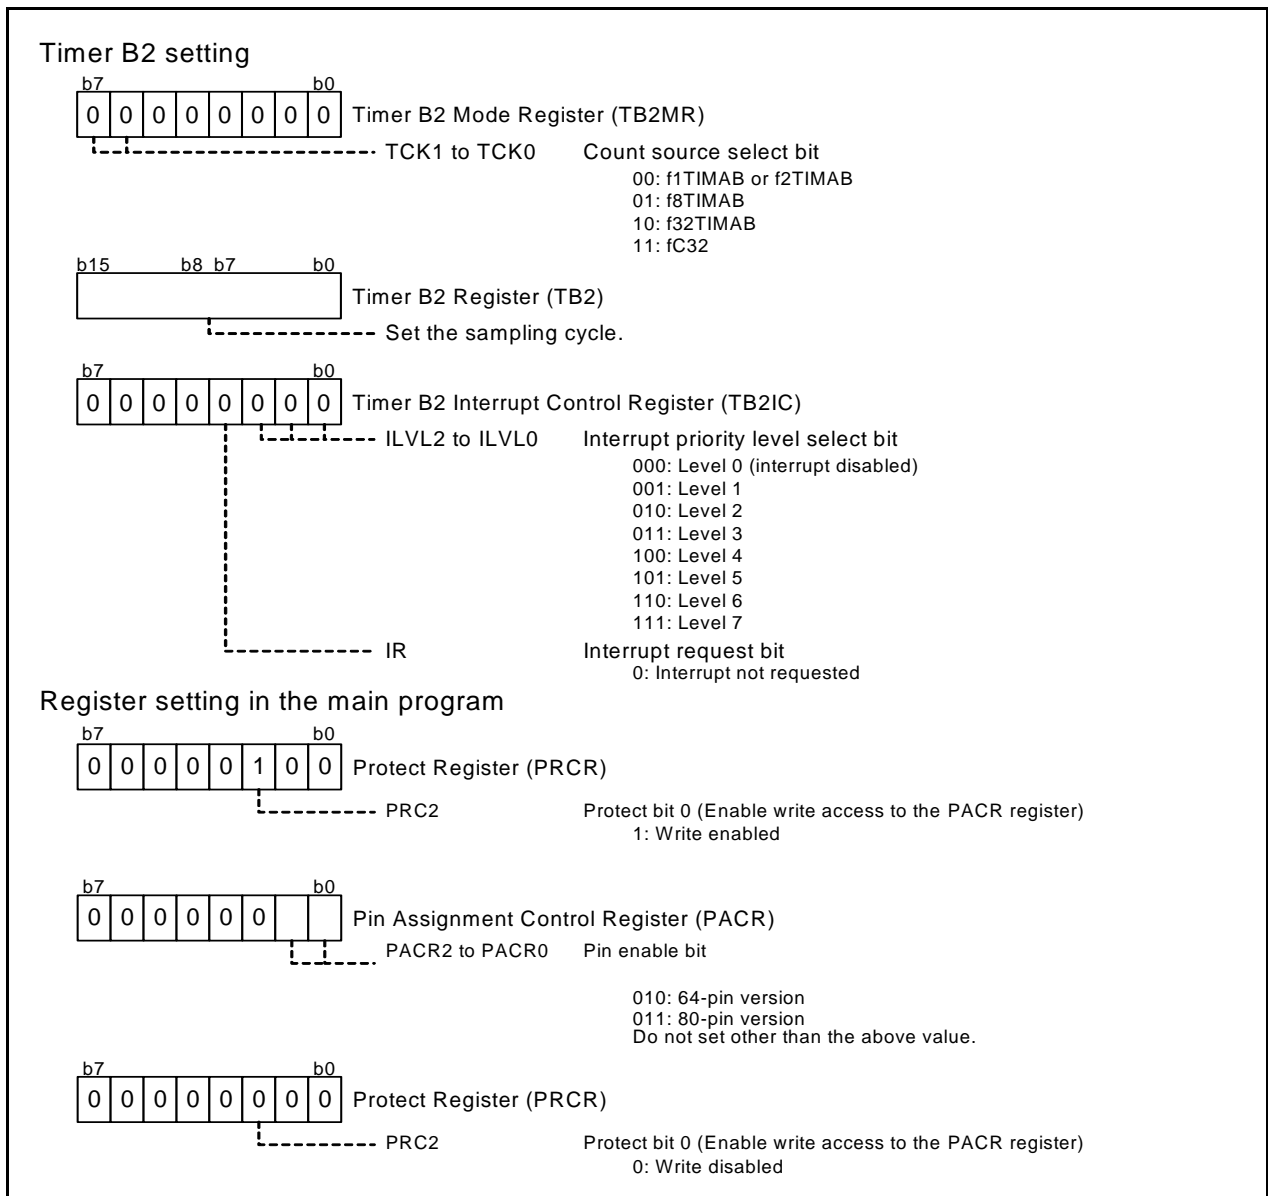 Timer B2 setting
b7 b0
0 0 0 0 0 0 0 0 Timer B2 Mode Register (TB2MR)
TCK1 to TCK0 Count source select bit
00: f1TIMAB or f2TIMAB
01: f8TIMAB
10: f32TIMAB
11: fC32
b15 b8 b7 b0
Timer B2 Register (TB2)
Set the sampling cycle.
b7 b0
0 0 0 0 0 0 0 0 Timer B2 Interrupt Control Register (TB2IC)
ILVL2 to ILVL0 Interrupt priority level select bit
000: Level 0 (interrupt disabled)
001: Level 1
010: Level 2
011: Level 3
100: Level 4
101: Level 5
110: Level 6
111: Level 7
IR Interrupt request bit
0: Interrupt not requested
Register setting in the main program
b7 b0
0 0 0 0 0 1 0 0 Protect Register (PRCR)
PRC2 Protect bit 0 (Enable write access to the PACR register)
1: Write enabled
b7 b0
0 0 0 0 0 0 Pin Assignment Control Register (PACR)
PACR2 to PACR0 Pin enable bit
010: 64-pin version
011: 80-pin version
Do not set other than the above value.
b7 b0
0 0 0 0 0 0 0 0 Protect Register (PRCR)
PRC2 Protect bit 0 (Enable write access to the PACR register)
0: Write disabled